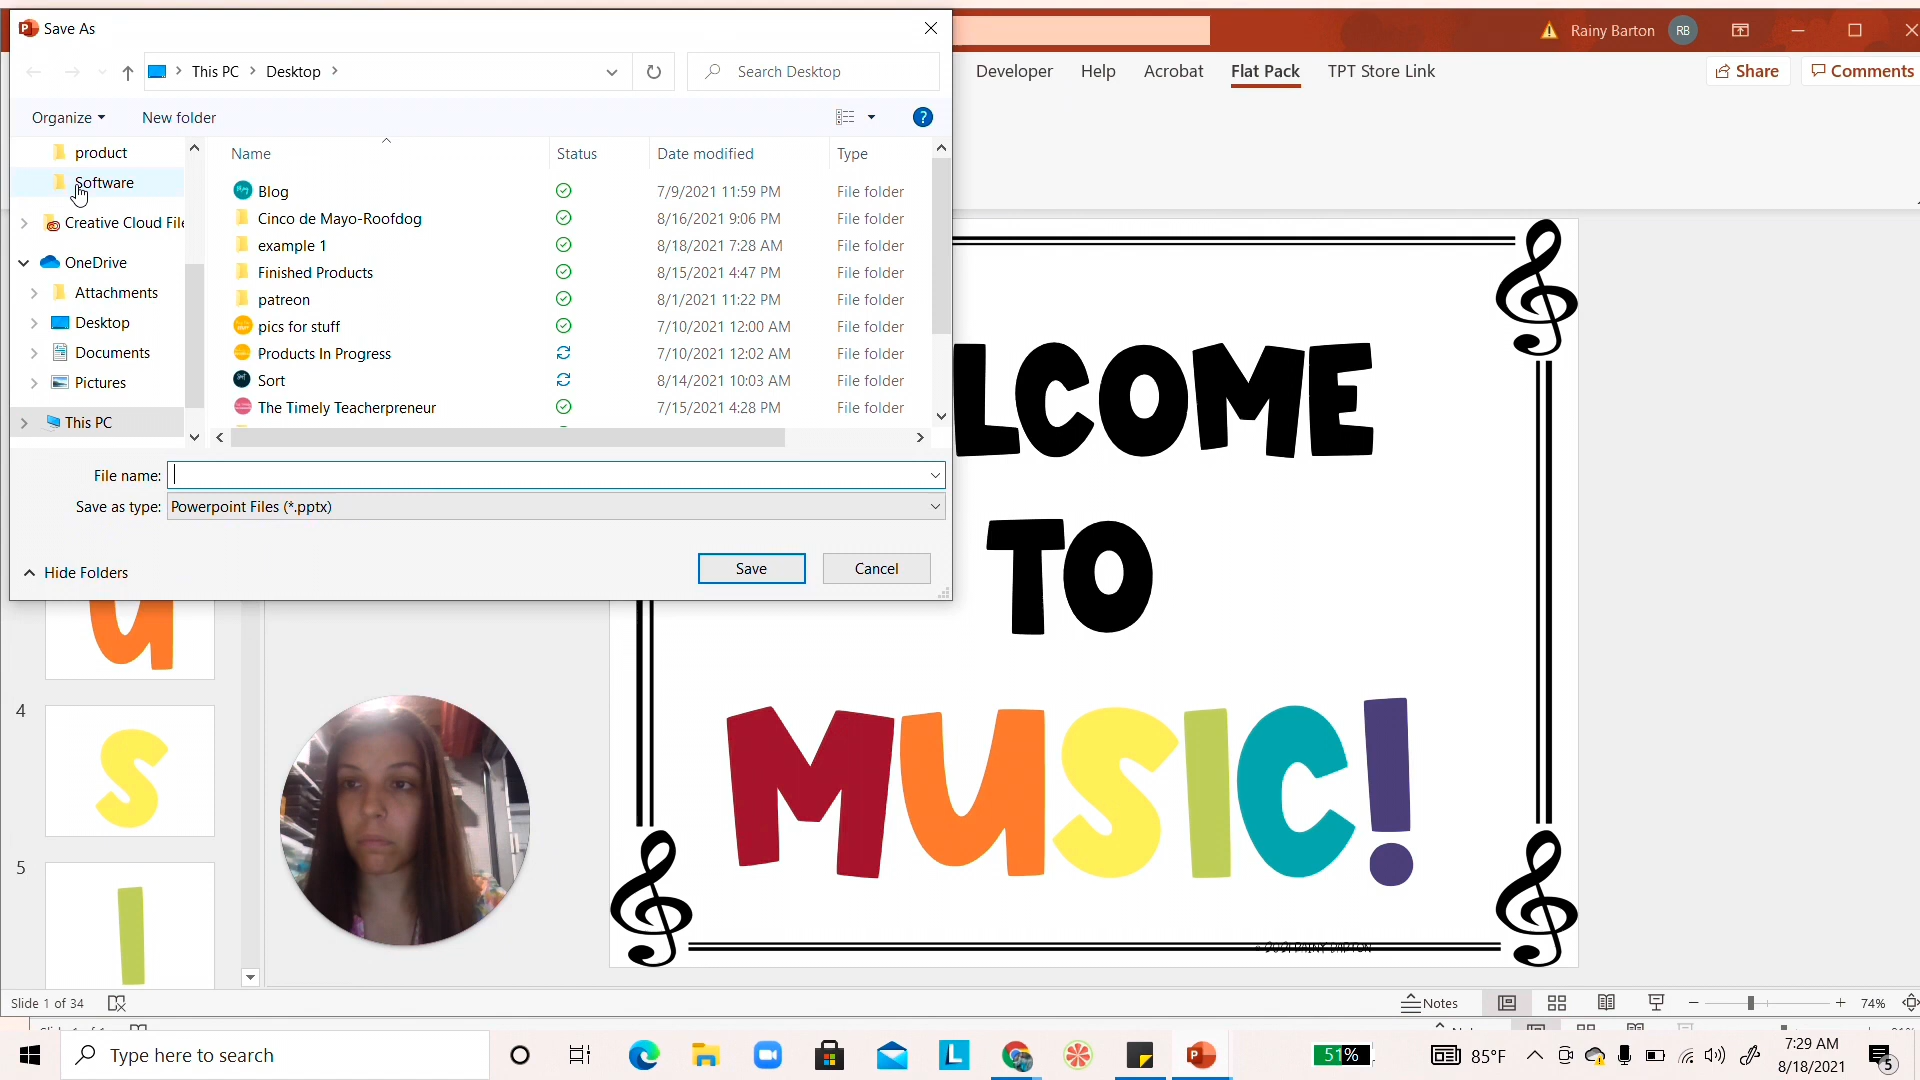 Save As
Rainy Barton
RB
This PC
Desktop
Search Desktop
Developer
Help
Acrobat
Flat Pack
TPT Store Link
Share
Comments
Organize
New folder
?
product
Software
Creative Cloud File
OneDrive
Attachments
Desktop
Documents
Pictures
This PC
Name Status Date modified Type
Blog 7/9/2021 11:59 PM File folder
Cinco de Mayo-Roofdog 8/16/2021 9:06 PM File folder
example 1 8/18/2021 7:28 AM File folder
Finished Products 8/15/2021 4:47 PM File folder
patreon 8/1/2021 11:22 PM File folder
pics for stuff 7/10/2021 12:00 AM File folder
Products In Progress 7/10/2021 12:02 AM File folder
Sort 8/14/2021 10:03 AM File folder
The Timely Teacherpreneur 7/15/2021 4:28 PM File folder
File name:
Save as type: Powerpoint Files (*.pptx)
Hide Folders
Save
Cancel
LCOME
TO
MUSIC!
U
4
S
5
I
Slide 1 of 34
Notes
74%
Type here to search
L
51%
85°F
7:29 AM
8/18/2021
5